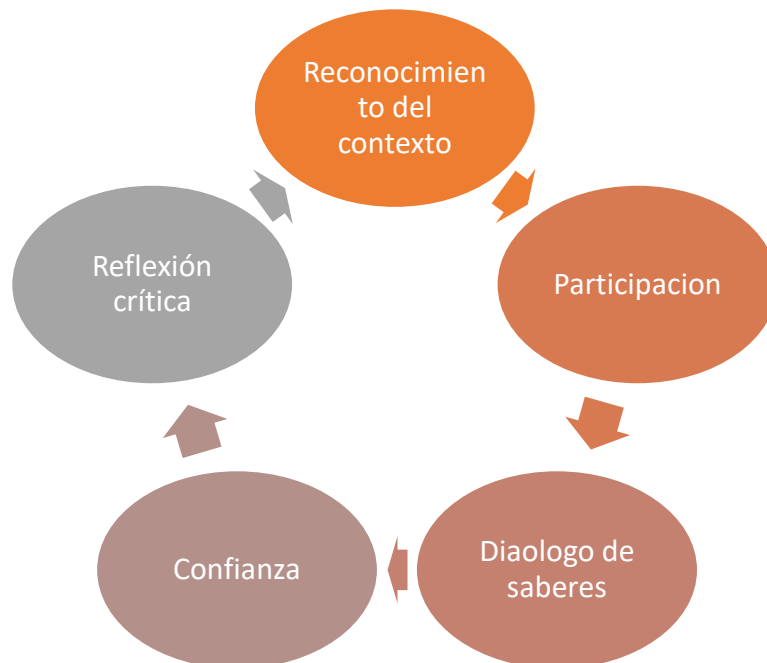 Reconocimien
to del
contexto
Participacion
Diaologo de
saberes
Confianza
Reflexión
crítica